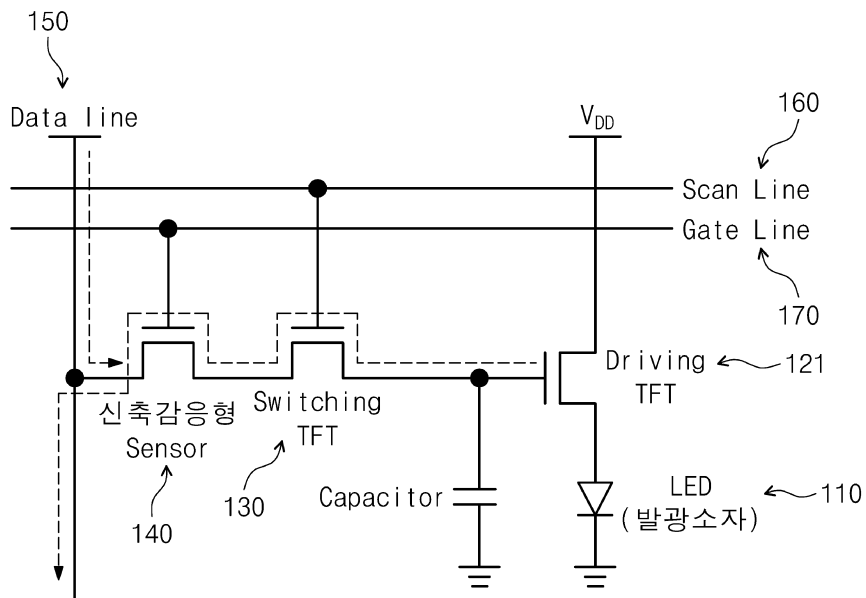 150
Data line
V_DD
160
Scan Line
Gate Line
170
Driving
TFT
121
신축감응형
Sensor
140
Switching
TFT
130
Capacitor
LED
(발광소자)
110